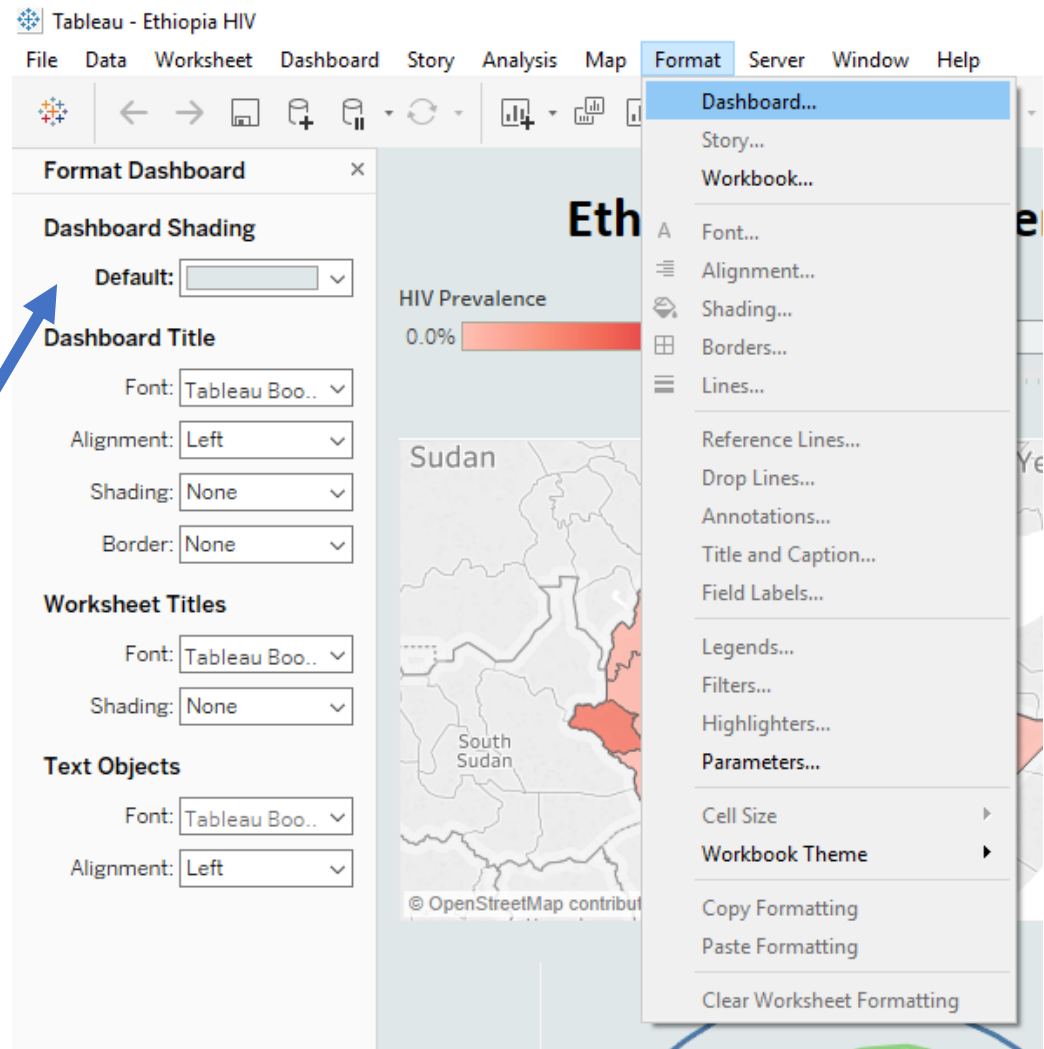 Tableau - Ethiopia HIV
File Data Worksheet Dashboard Story Analysis Map Format Server Window Help
Format Dashboard
Dashboard Shading
Default:
Dashboard Title
Font: Tableau Boo..
Alignment: Left
Shading: None
Border: None
Worksheet Titles
Font: Tableau Boo..
Shading: None
Text Objects
Font: Tableau Boo..
Alignment: Left
Dashboard...
Story...
Workbook...
A Font...
Alignment...
Shading...
Borders...
Lines...
Reference Lines...
Drop Lines...
Annotations...
Title and Caption...
Field Labels...
Legends...
Filters...
Highlighters...
Parameters...
Cell Size
Workbook Theme
Copy Formatting
Paste Formatting
Clear Worksheet Formatting
Eth
HIV Prevalence
0.0%
Sudan
Ye
South
Sudan
© OpenStreetMap contribut